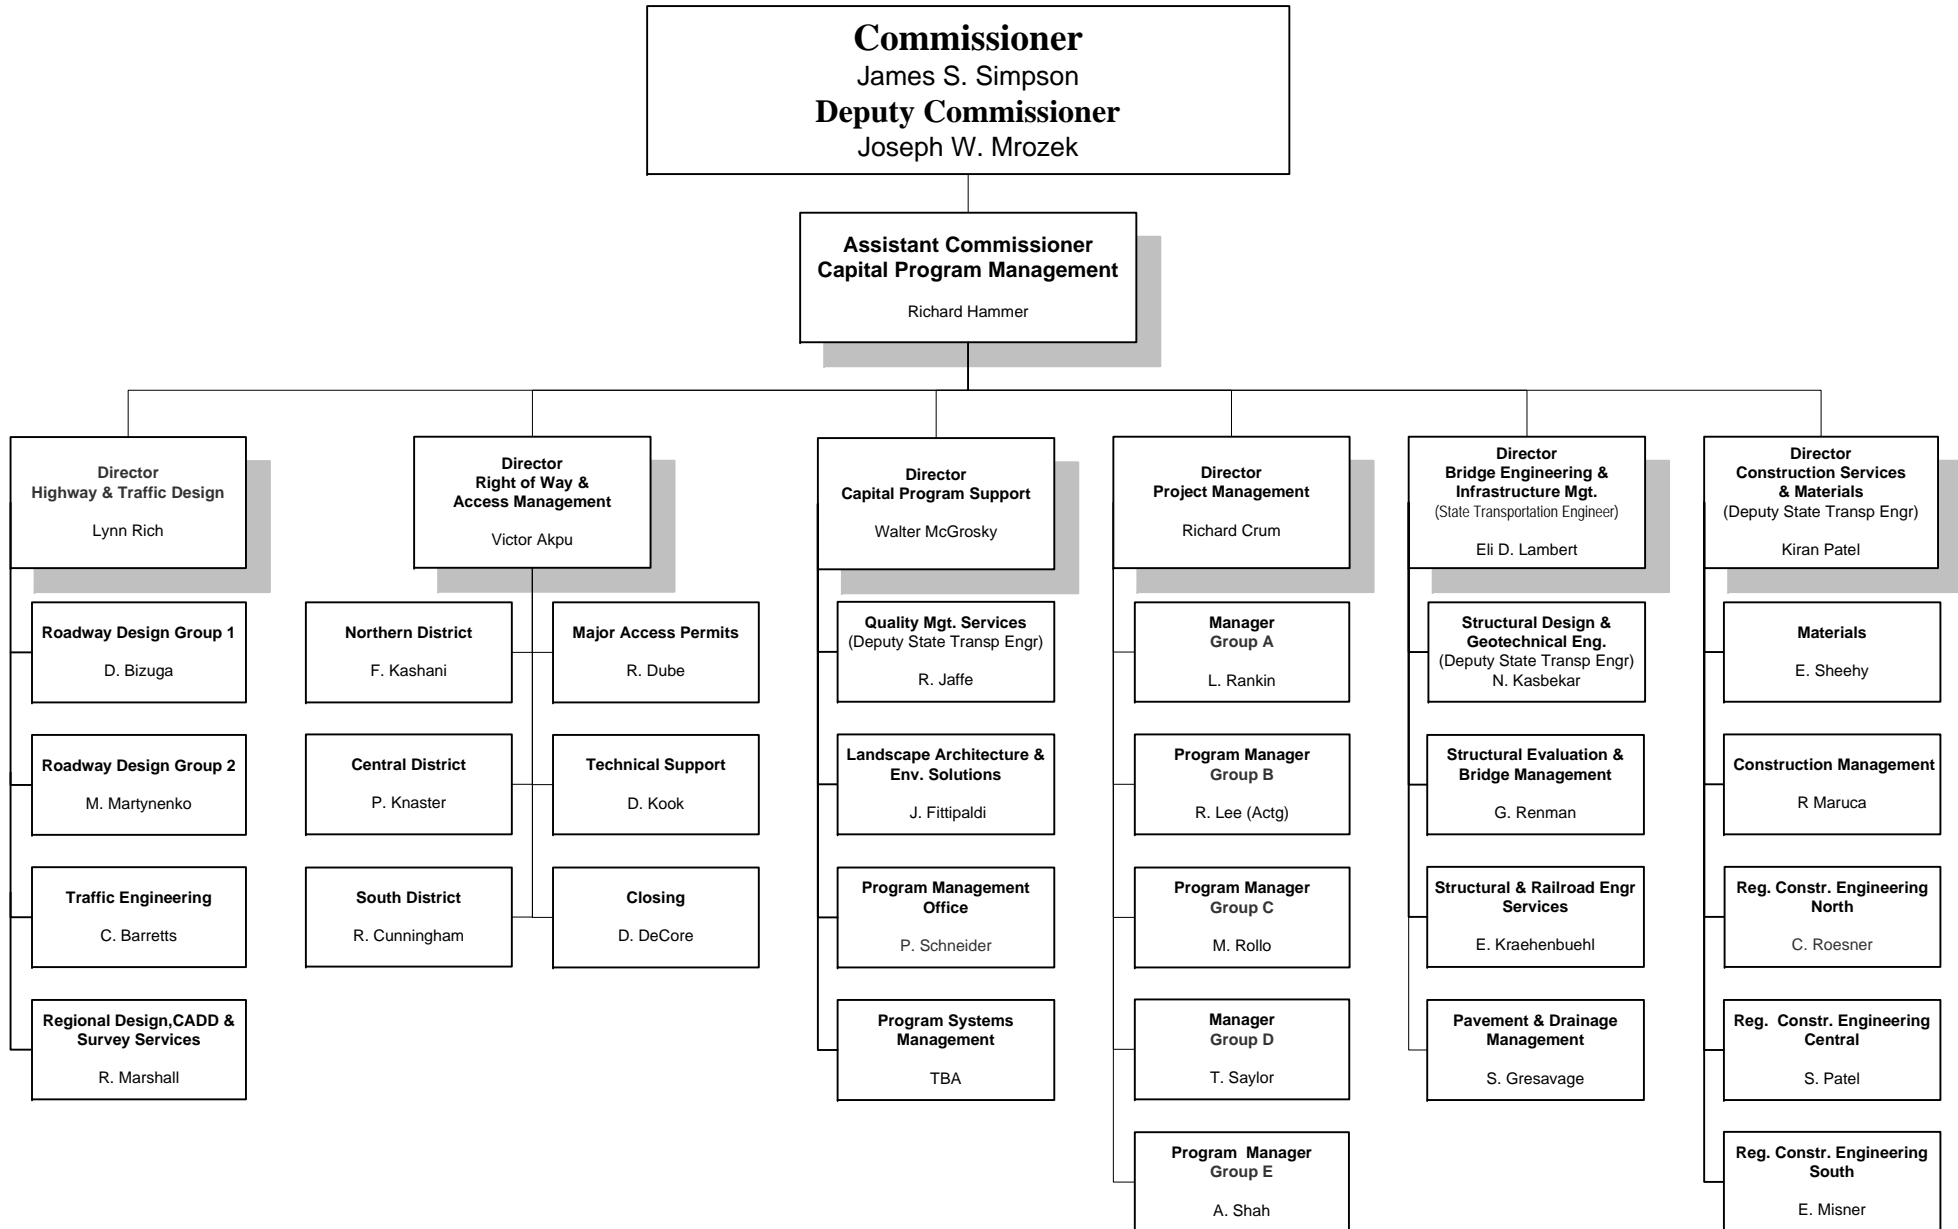 Commissioner
James S. Simpson
Deputy Commissioner
Joseph W. Mrozek
Assistant Commissioner
Capital Program Management
Richard Hammer
Director
Highway & Traffic Design
Lynn Rich
Roadway Design Group 1
D. Bizuga
Roadway Design Group 2
M. Martynenko
Traffic Engineering
C. Barretts
Regional Design,CADD &
Survey Services
R. Marshall
Director
Right of Way &
Access Management
Victor Akpu
Northern District
F. Kashani
Central District
P. Knaster
South District
R. Cunningham
Major Access Permits
R. Dube
Technical Support
D. Kook
Closing
D. DeCore
Director
Capital Program Support
Walter McGrosky
Quality Mgt. Services
(Deputy State Transp Engr)
R. Jaffe
Landscape Architecture &
Env. Solutions
J. Fittipaldi
Program Management
Office
P. Schneider
Program Systems
Management
TBA
Director
Project Management
Richard Crum
Manager
Group A
L. Rankin
Program Manager
Group B
R. Lee (Actg)
Program Manager
Group C
M. Rollo
Manager
Group D
T. Saylor
Program Manager
Group E
A. Shah
Director
Bridge Engineering &
Infrastructure Mgt.
(State Transportation Engineer)
Eli D. Lambert
Structural Design &
Geotechnical Eng.
(Deputy State Transp Engr)
N. Kasbekar
Structural Evaluation &
Bridge Management
G. Renman
Structural & Railroad Engr
Services
E. Kraehenbuehl
Pavement & Drainage
Management
S. Gresavage
Director
Construction Services
& Materials
(Deputy State Transp Engr)
Kiran Patel
Materials
E. Sheehy
Construction Management
R Maruca
Reg. Constr. Engineering
North
C. Roesner
Reg. Constr. Engineering
Central
S. Patel
Reg. Constr. Engineering
South
E. Misner